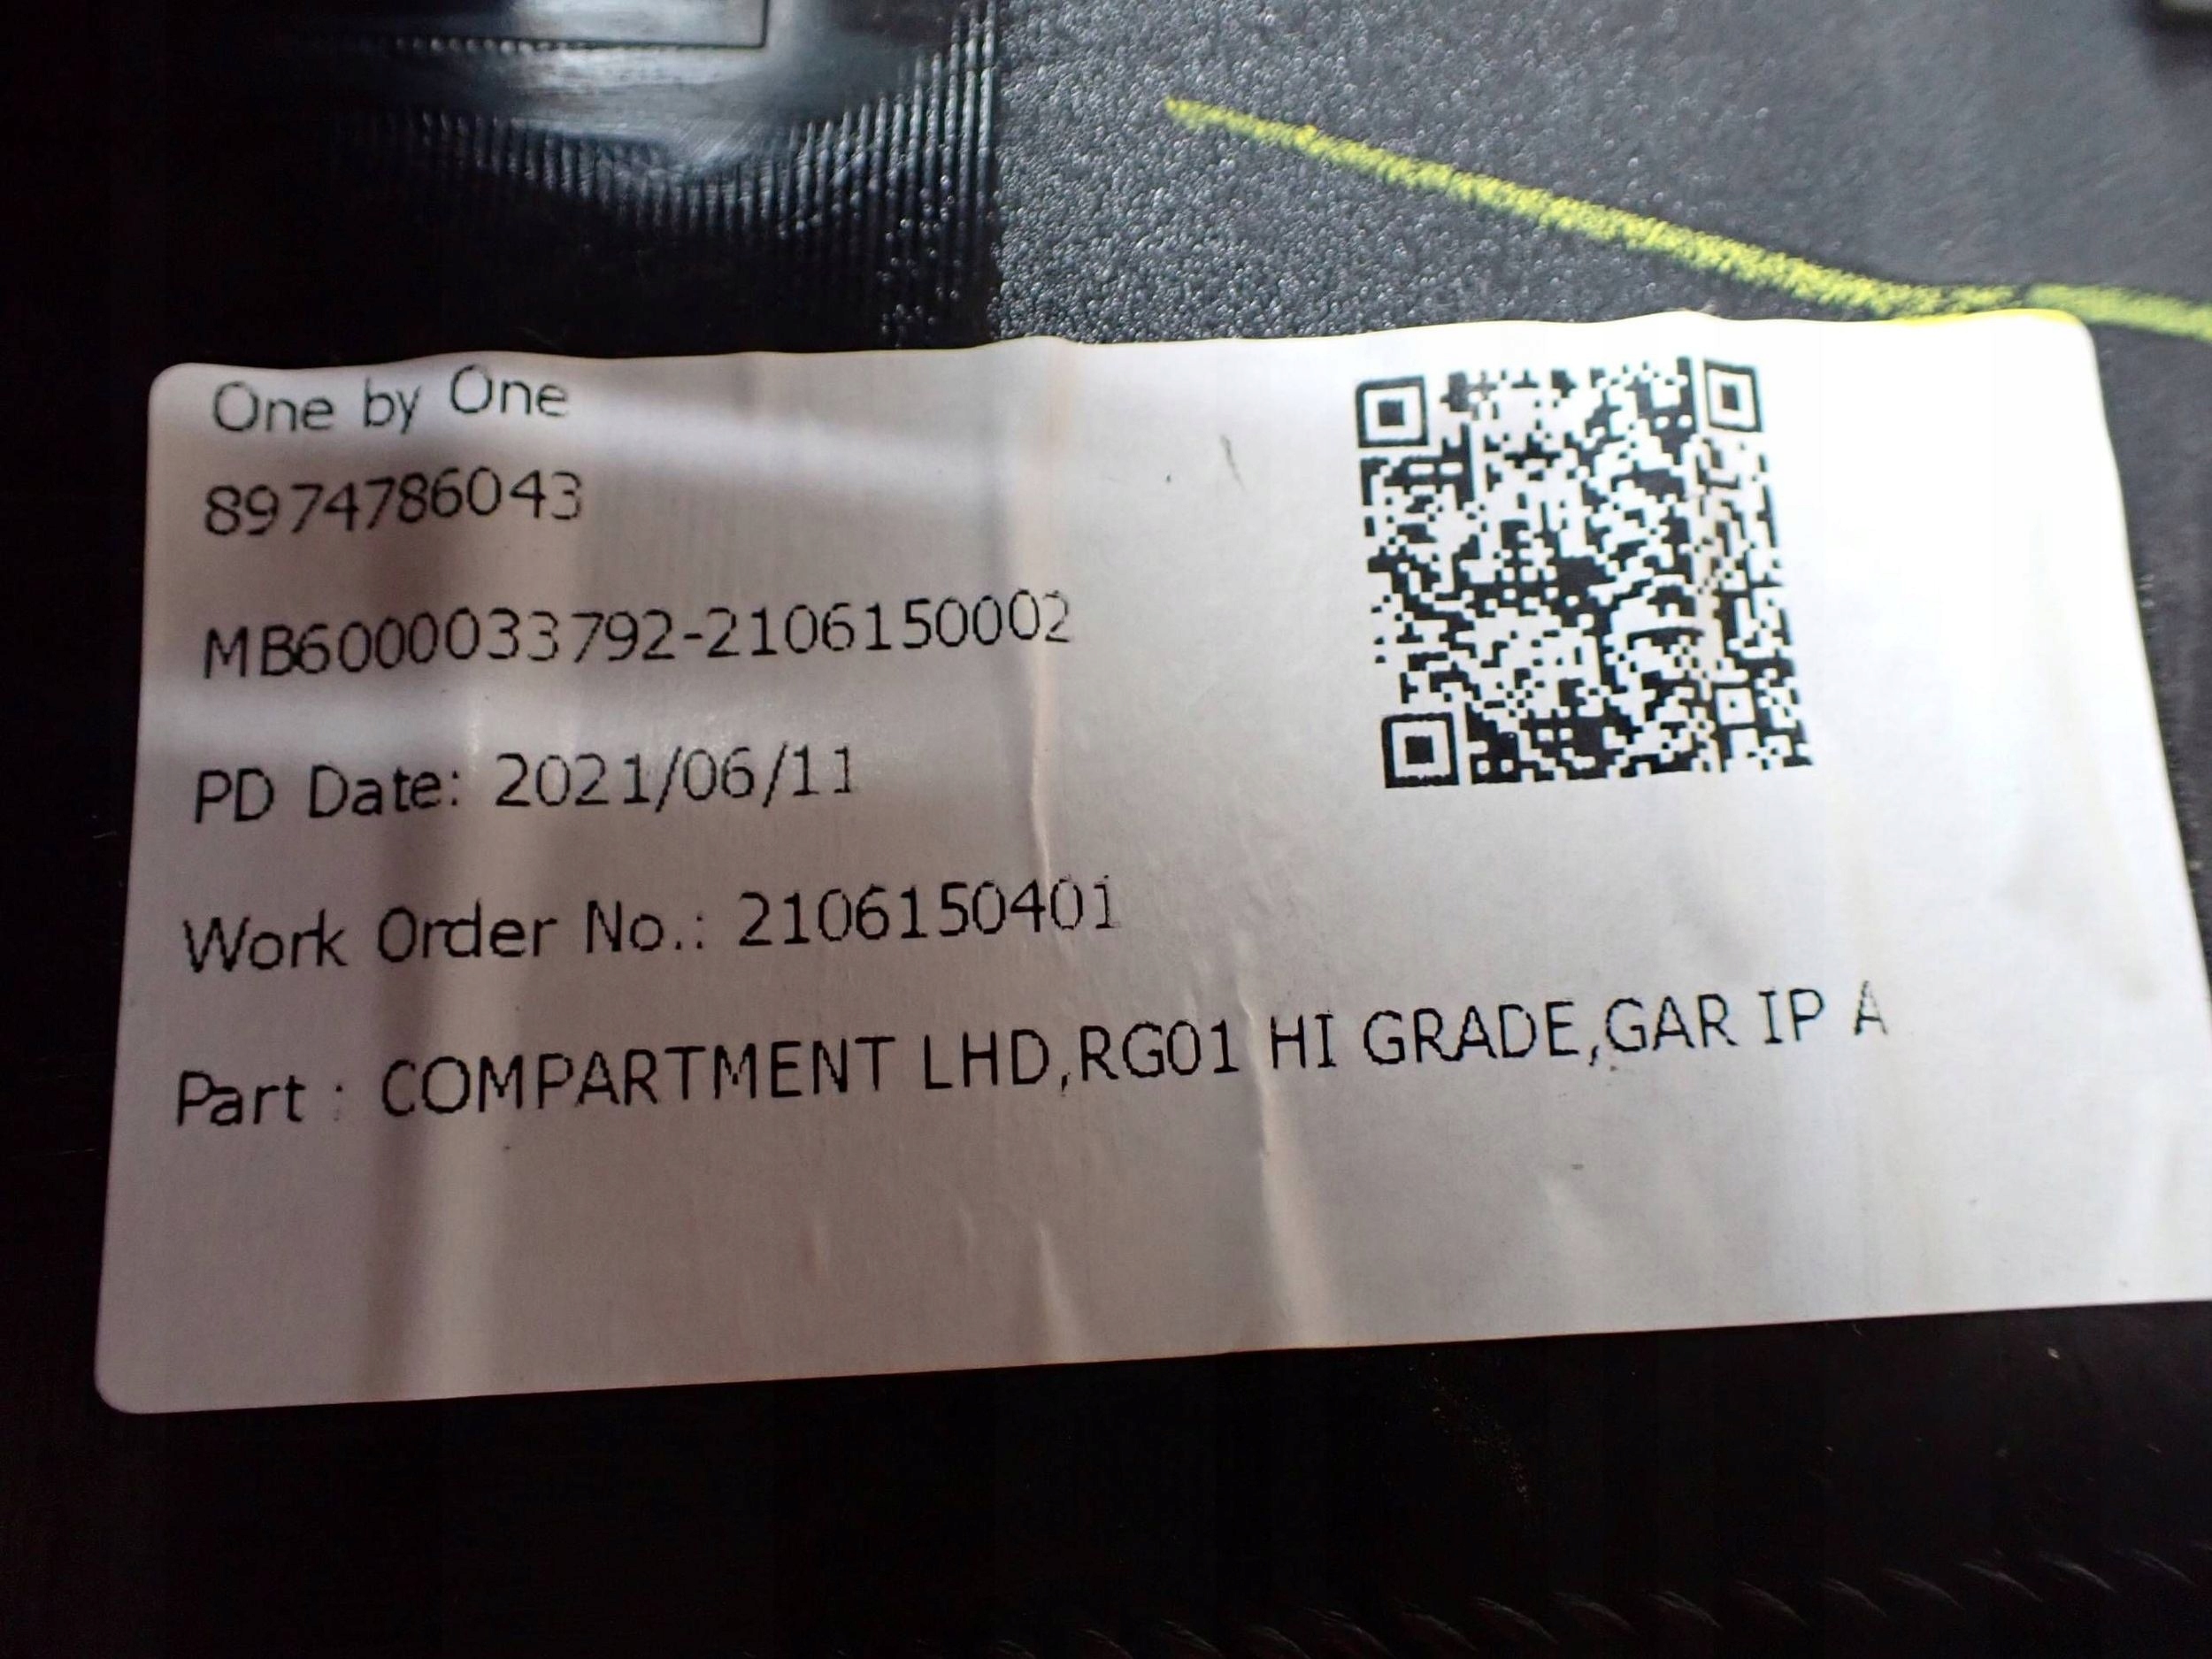 One by One
8974786043
MB6000033792-2106150002
PD Date: 2021/06/11
Work Order No.: 2106150401
Part : COMPARTMENT LHD,RG01 HI GRADE,GAR IP A